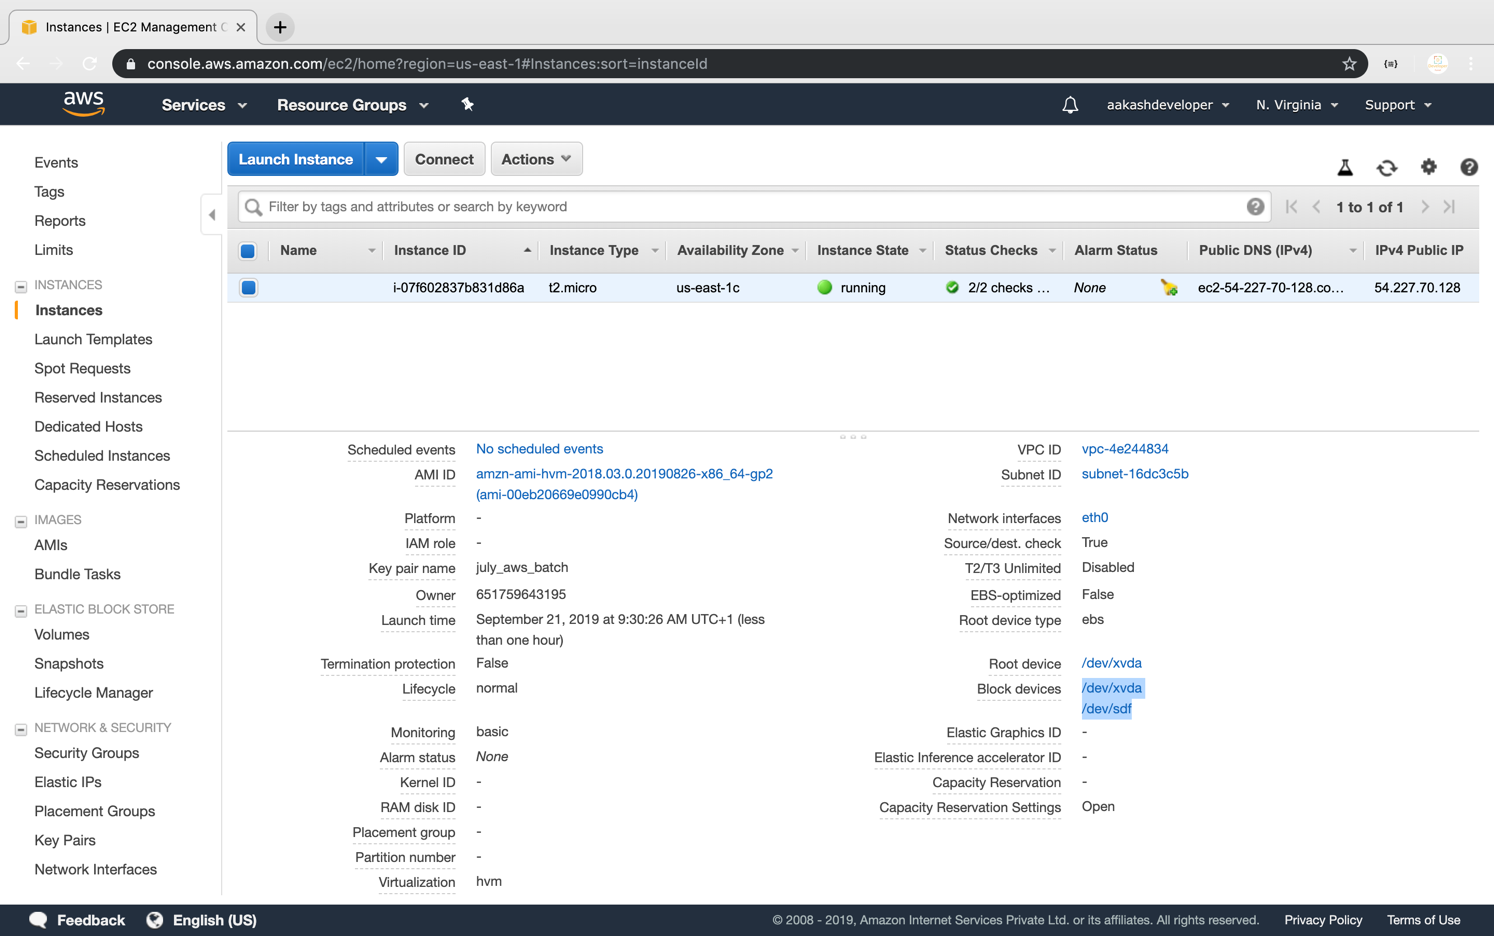 Instances | EC2 Management C
console.aws.amazon.com/ec2/home?region=us-east-1#Instances:sort=instanceId
aws Services Resource Groups aakashdeveloper N. Virginia Support
Events
Tags
Reports
Limits
INSTANCES
Instances
Launch Templates
Spot Requests
Reserved Instances
Dedicated Hosts
Scheduled Instances
Capacity Reservations
IMAGES
AMIs
Bundle Tasks
ELASTIC BLOCK STORE
Volumes
Snapshots
Lifecycle Manager
NETWORK & SECURITY
Security Groups
Elastic IPs
Placement Groups
Key Pairs
Network Interfaces
Launch Instance Connect Actions
Filter by tags and attributes or search by keyword 1 to 1 of 1
Name Instance ID Instance Type Availability Zone Instance State Status Checks Alarm Status Public DNS (IPv4) IPv4 Public IP
i-07f602837b831d86a t2.micro us-east-1c running 2/2 checks ... None ec2-54-227-70-128.co... 54.227.70.128
Scheduled events No scheduled events
AMI ID amzn-ami-hvm-2018.03.0.20190826-x86_64-gp2
(ami-00eb20669e0990cb4)
Platform -
IAM role -
Key pair name july_aws_batch
Owner 651759643195
Launch time September 21, 2019 at 9:30:26 AM UTC+1 (less
than one hour)
Termination protection False
Lifecycle normal
Monitoring basic
Alarm status None
Kernel ID -
RAM disk ID -
Placement group -
Partition number -
Virtualization hvm
VPC ID vpc-4e244834
Subnet ID subnet-16dc3c5b
Network interfaces eth0
Source/dest. check True
T2/T3 Unlimited Disabled
EBS-optimized False
Root device type ebs
Root device /dev/xvda
Block devices /dev/xvda
/dev/sdf
Elastic Graphics ID -
Elastic Inference accelerator ID -
Capacity Reservation -
Capacity Reservation Settings Open
Feedback English (US) © 2008 - 2019, Amazon Internet Services Private Ltd. or its affiliates. All rights reserved. Privacy Policy Terms of Use